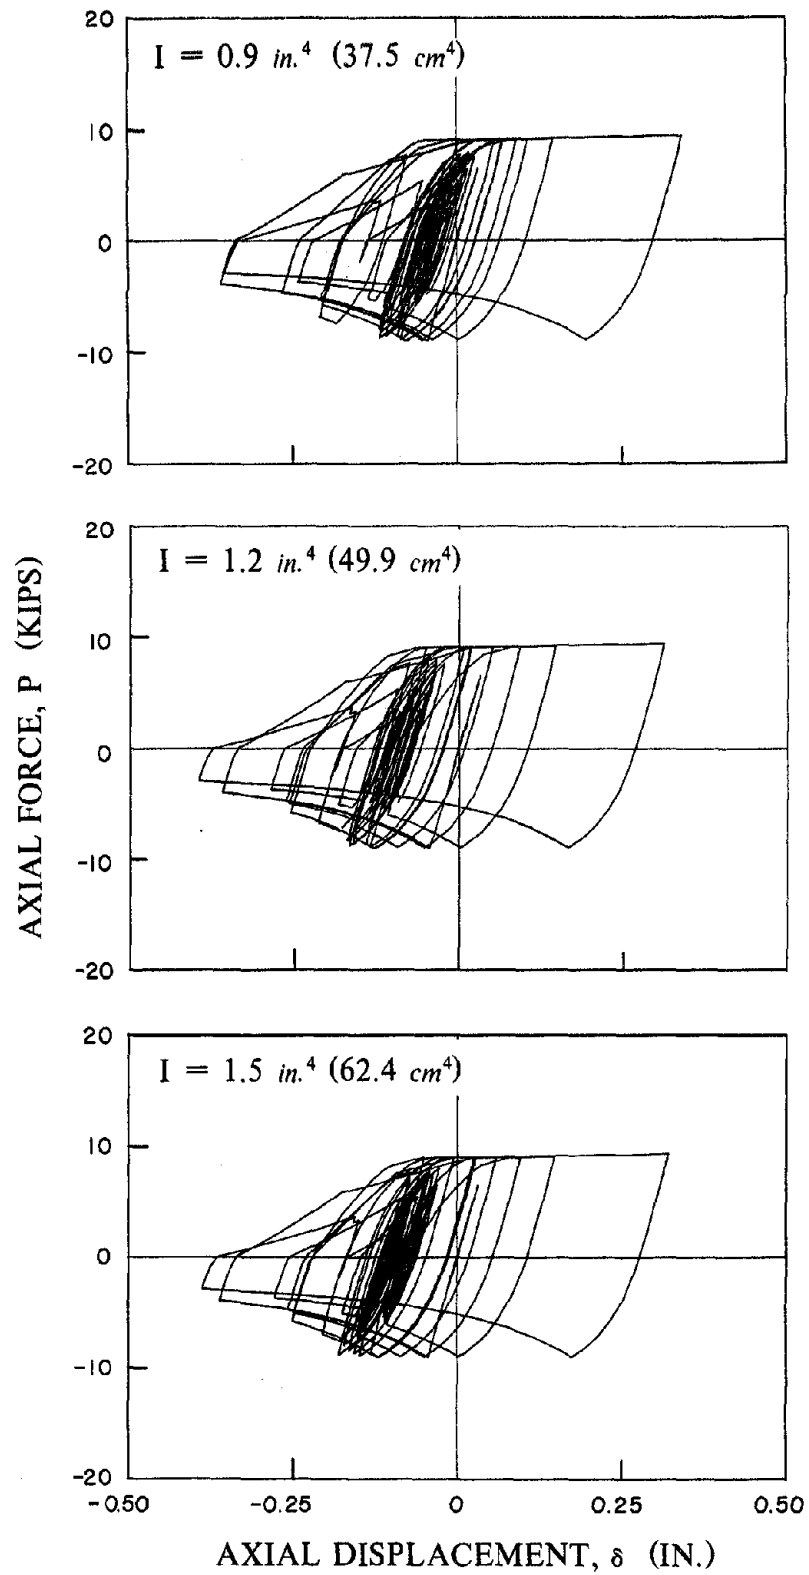 20
I = 0.9 in.⁴ (37.5 cm⁴)
10
0
-10
-20
20
I = 1.2 in.⁴ (49.9 cm⁴)
10
0
-10
-20
AXIAL FORCE, P (KIPS)
20
I = 1.5 in.⁴ (62.4 cm⁴)
10
0
-10
-20
-0.50 -0.25 0 0.25 0.50
AXIAL DISPLACEMENT, δ (IN.)